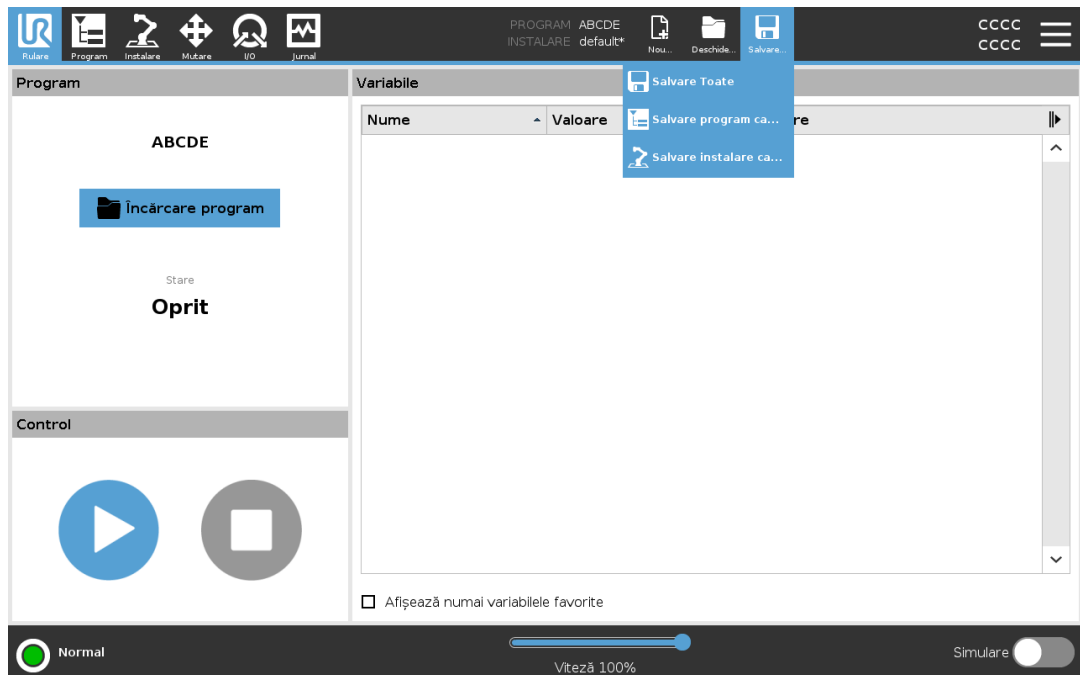 PROGRAM ABCDE
INSTALARE default*
CCCC
CCCC
Rulare Program Instalare Mutare I/O Jurnal Nou... Deschide... Salvare...
Program
Variabile
Salvare Toate
Salvare program ca...
Salvare instalare ca...
Nume Valoare re
ABCDE
Încărcare program
Stare
Oprit
Control
Afișează numai variabilele favorite
Normal
Viteză 100%
Simulare